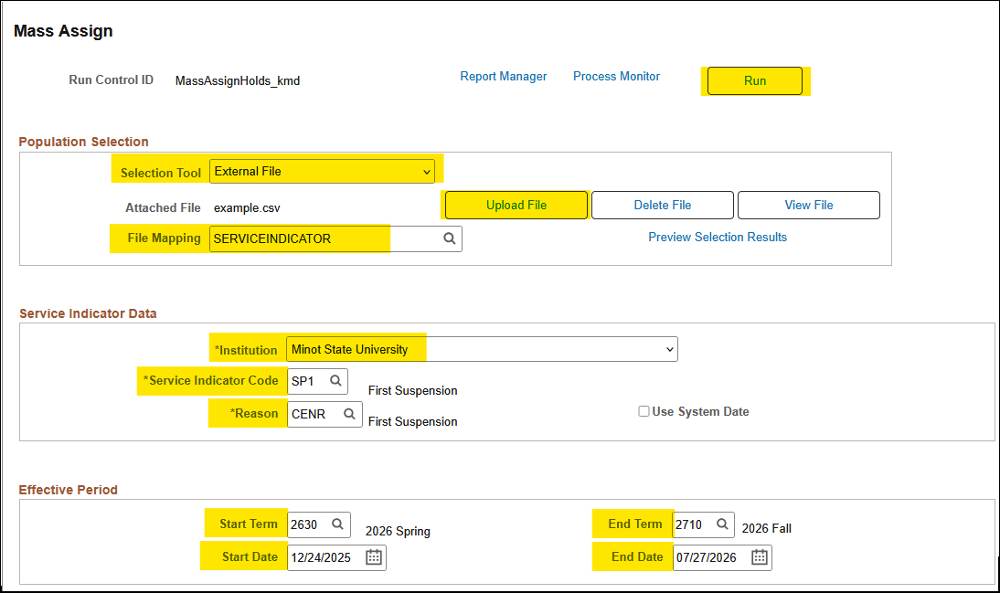 Mass Assign
Run Control ID MassAssignHolds_kmd Report Manager Process Monitor Run
Population Selection
Selection Tool External File
Attached File example.csv Upload File Delete File View File
File Mapping SERVICEINDICATOR Preview Selection Results
Service Indicator Data
*Institution Minot State University
*Service Indicator Code SP1 First Suspension
*Reason CENR First Suspension Use System Date
Effective Period
Start Term 2630 2026 Spring End Term 2710 2026 Fall
Start Date 12/24/2025 End Date 07/27/2026